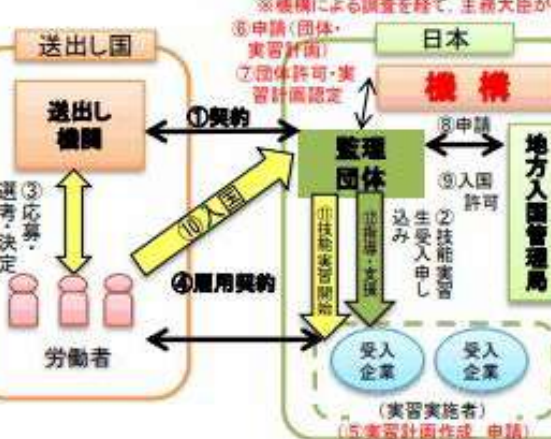 ※機構による調査を経て、主務大臣が
⑥申請(団体・
実習計画)
⑦団体許可・実
習計画認定
送出し国
日本
送出し
機関
機 構
①契約
⑧申請
監理
団体
⑨入国
許可
地方入国管理局
③応募・
選考・決定
⑩入国
⑪技能実習開始
⑫指導・支援
②技能実習
生受入申し
込み
④雇用契約
労働者
受入
企業
受入
企業
(実習実施者)
(⑤実習計画作成、申請)